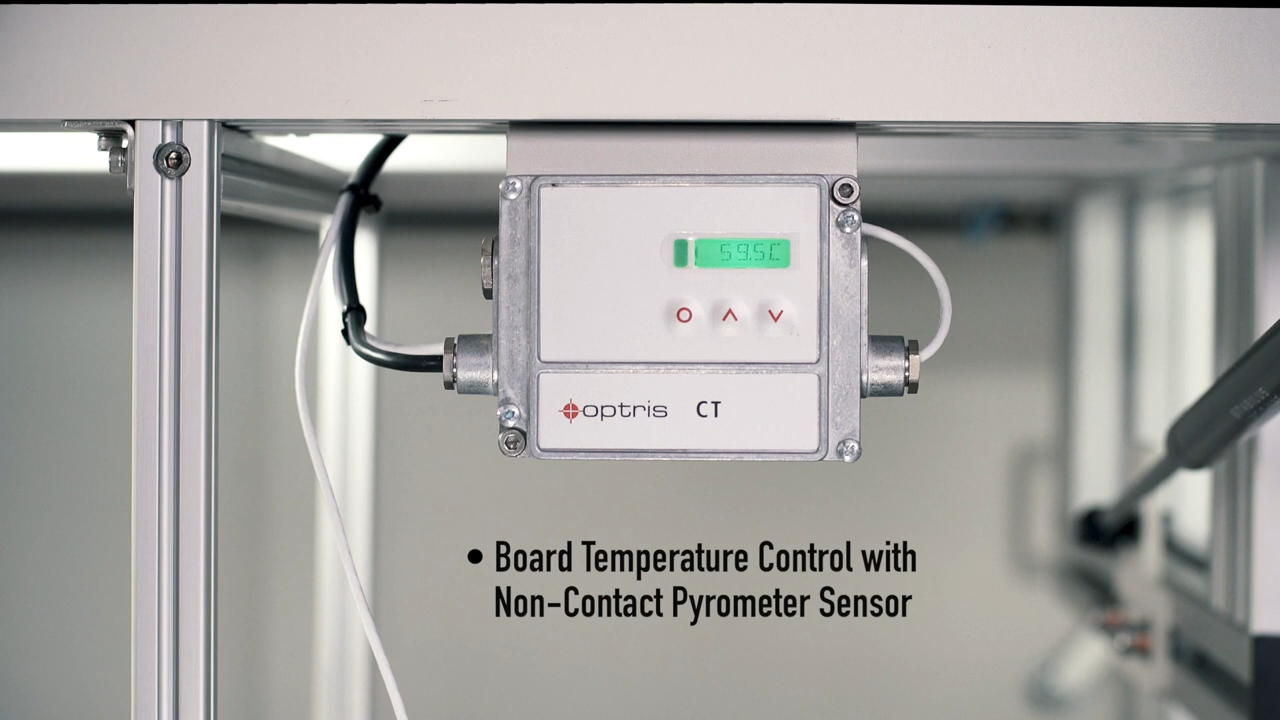 59.5C
optris CT
• Board Temperature Control with
Non-Contact Pyrometer Sensor